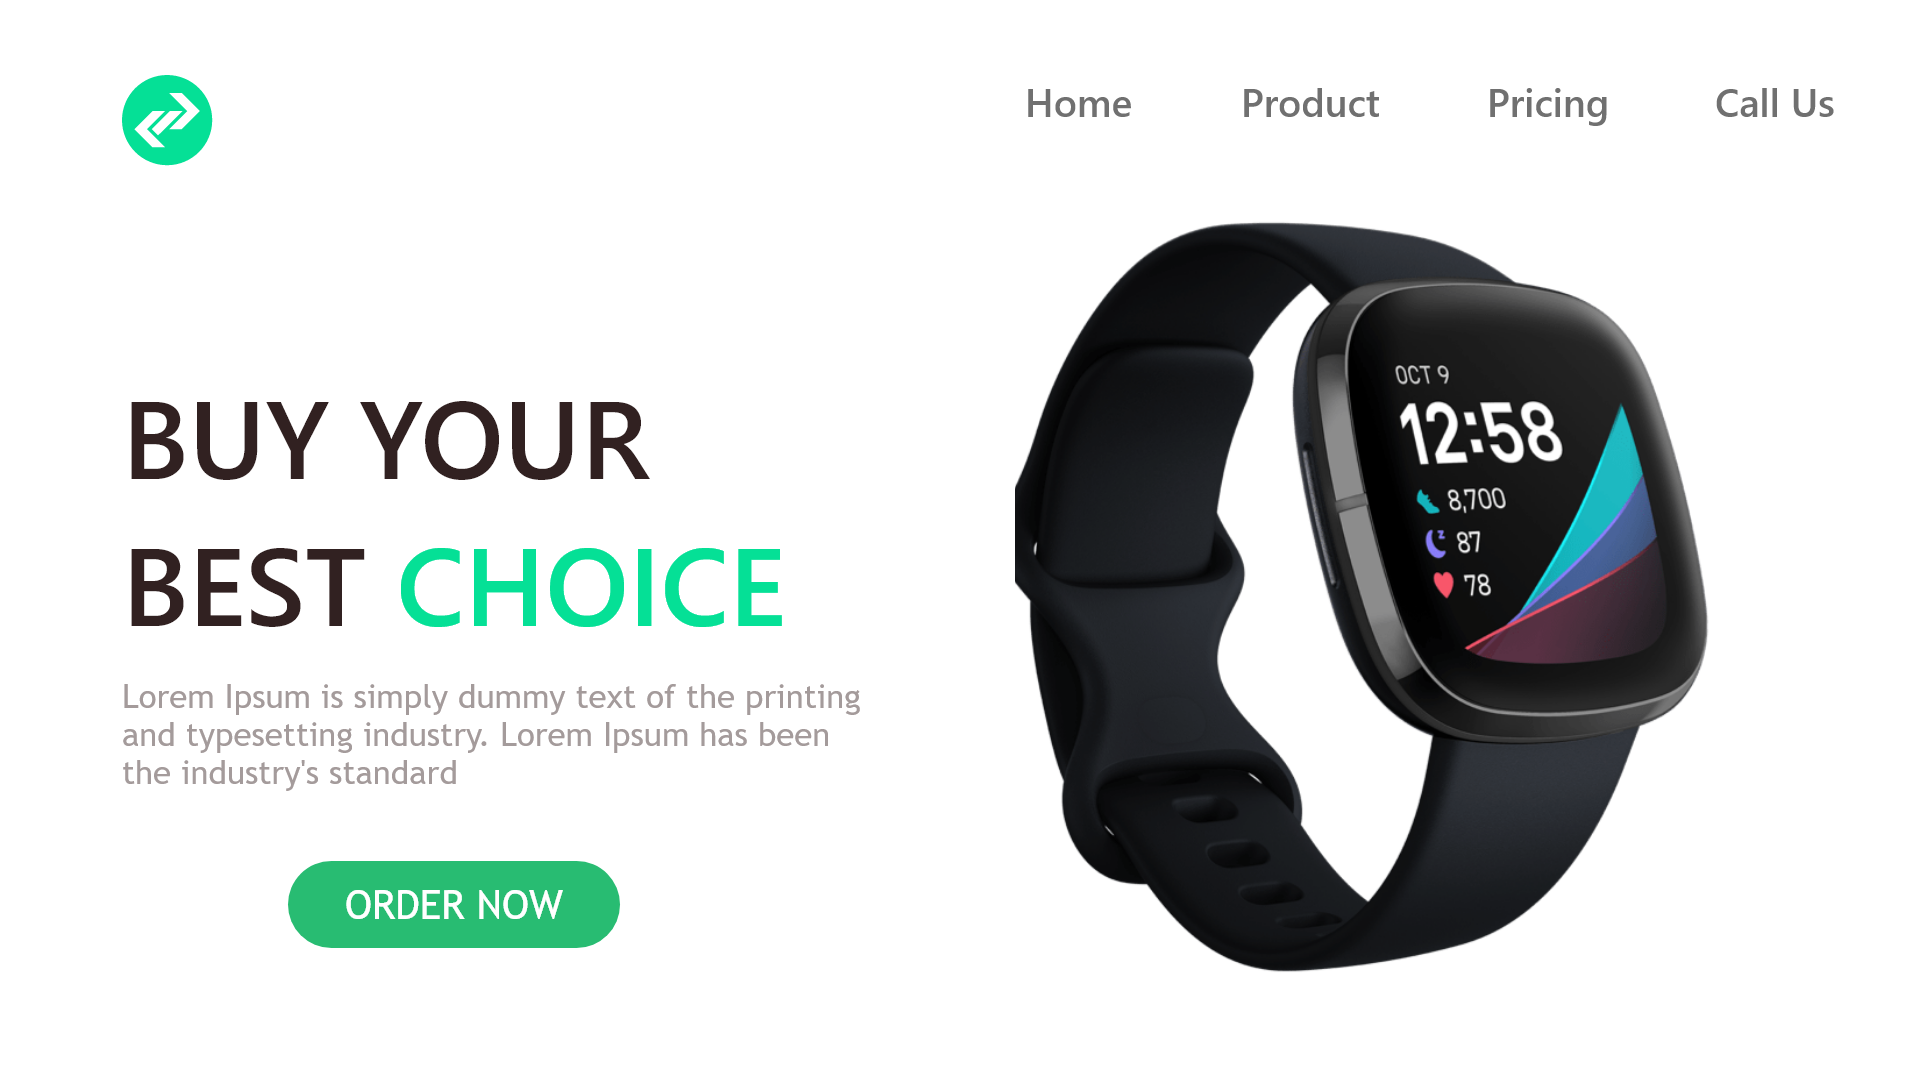 Home Product Pricing Call Us
BUY YOUR
BEST CHOICE
Lorem Ipsum is simply dummy text of the printing
and typesetting industry. Lorem Ipsum has been
the industry's standard
ORDER NOW
OCT 9
12:58
8,700
87
78